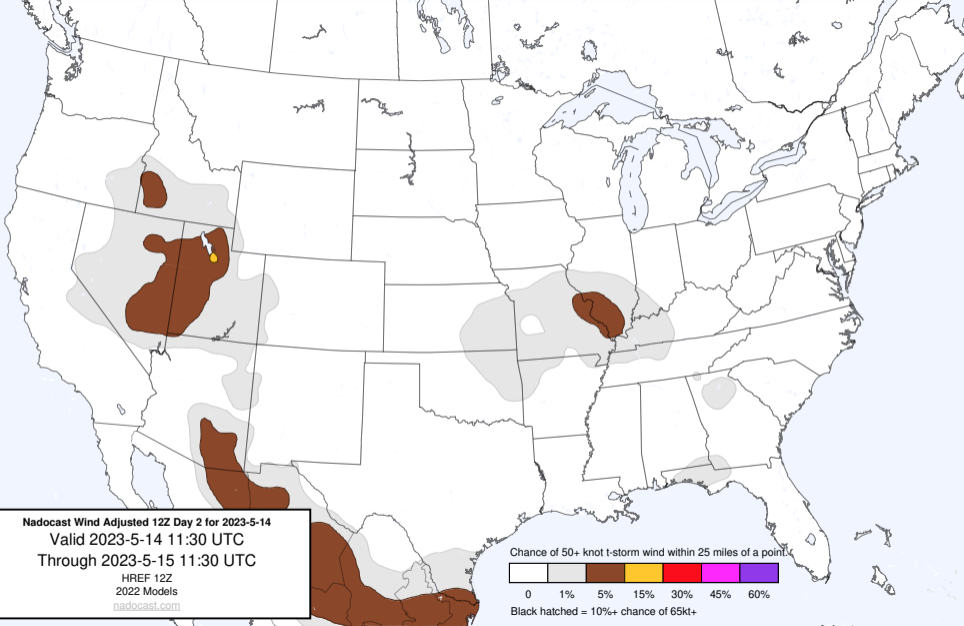 Nadocast Wind Adjusted 12Z Day 2 for 2023-5-14
Valid 2023-5-14 11:30 UTC
Through 2023-5-15 11:30 UTC
HREF 12Z
2022 Models
nadocast.com
Chance of 50+ knot t-storm wind within 25 miles of a point.
0 1% 5% 15% 30% 45% 60%
Black hatched = 10%+ chance of 65kt+